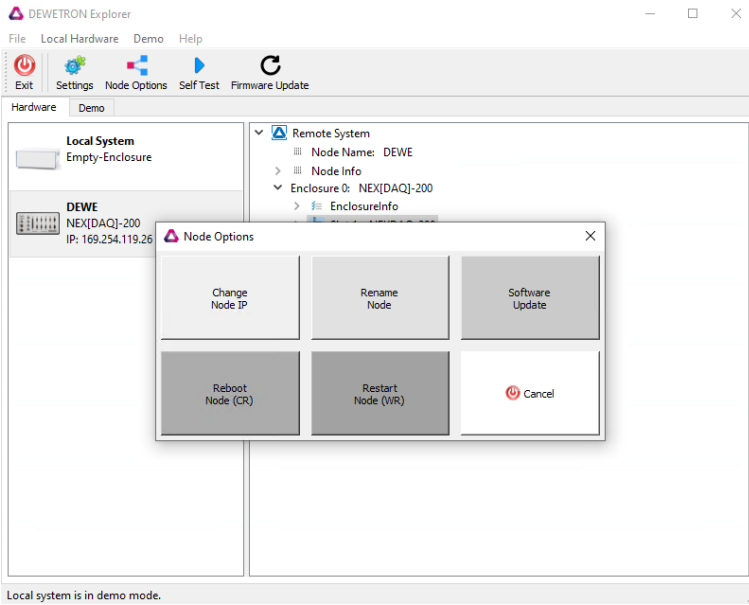 DEWETRON Explorer
File Local Hardware Demo Help
Exit Settings Node Options Self Test Firmware Update
Hardware Demo
Local System
Empty-Enclosure
DEWE
NEX[DAQ]-200
IP: 169.254.119.26
Remote System
Node Name: DEWE
Node Info
Enclosure 0: NEX[DAQ]-200
EnclosureInfo
Node Options
Change
Node IP
Rename
Node
Software
Update
Reboot
Node (CR)
Restart
Node (WR)
Cancel
Local system is in demo mode.